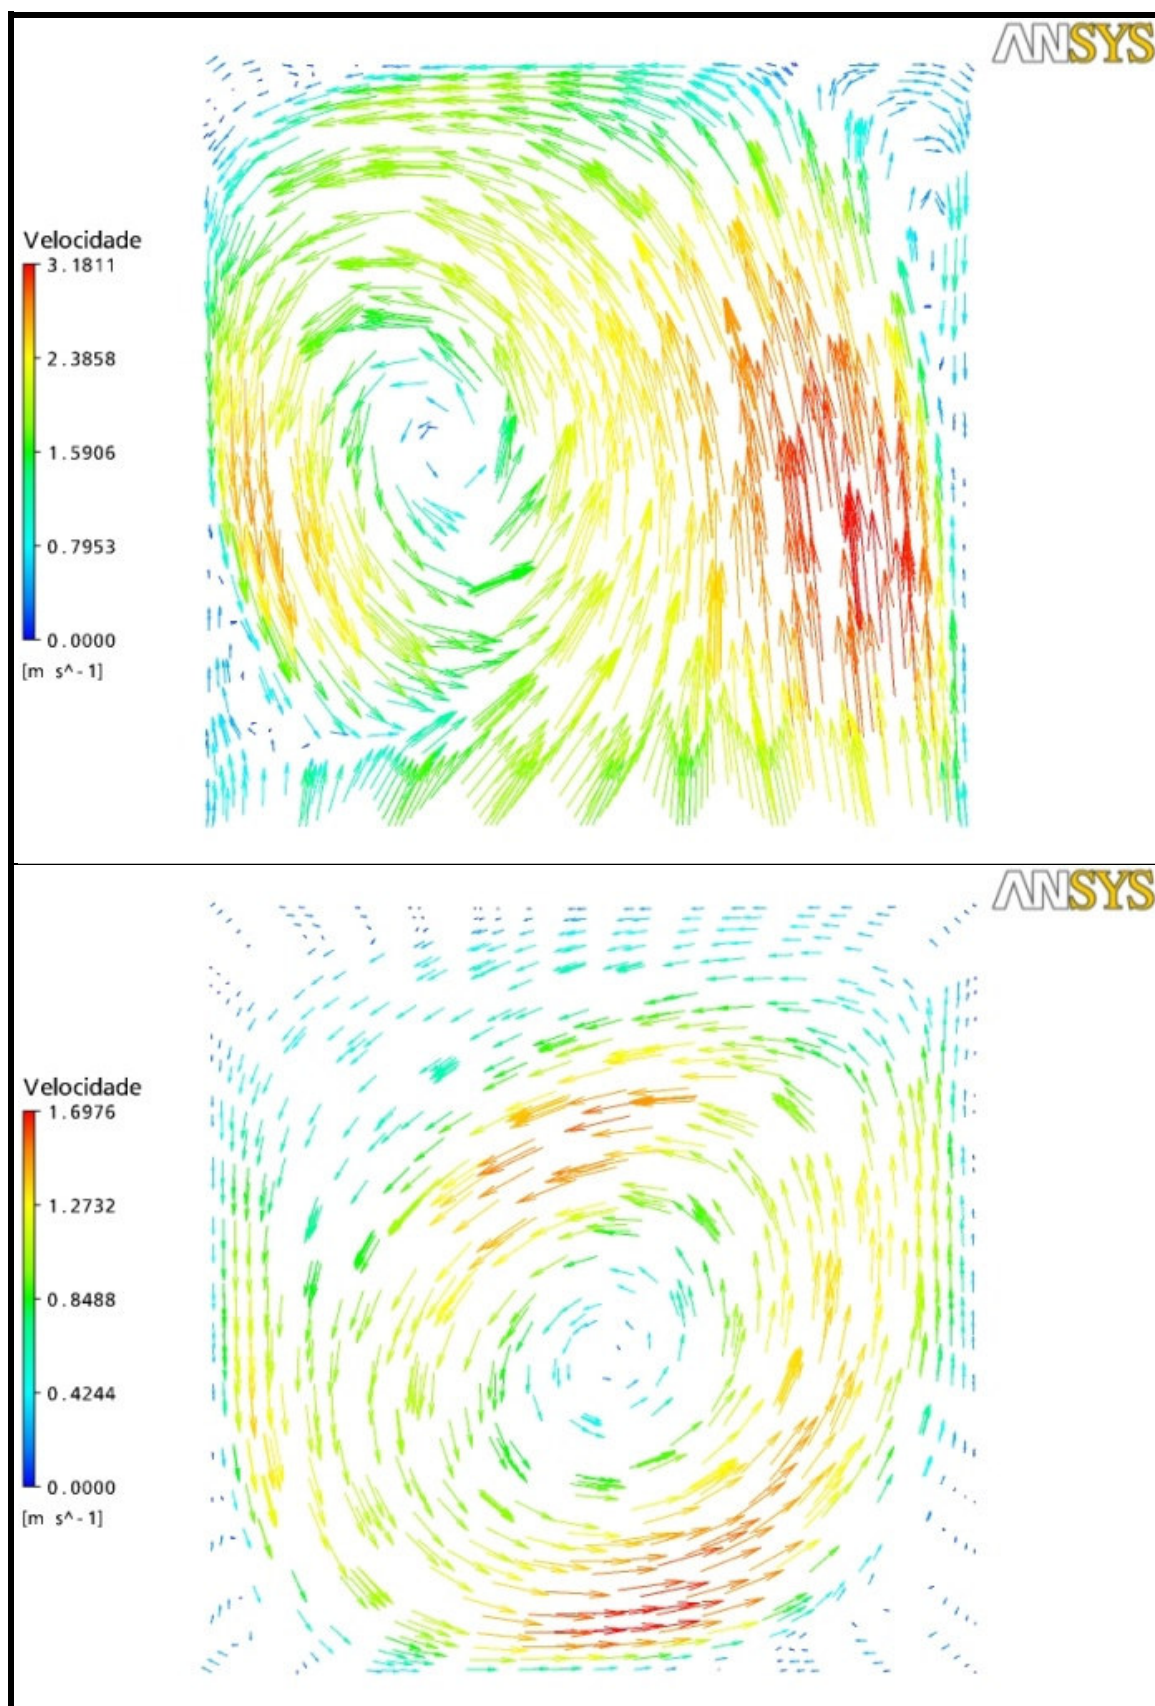 ANSYS
Velocidade
3.1811
2.3858
1.5906
0.7953
0.0000
[m s^-1]
ANSYS
Velocidade
1.6976
1.2732
0.8488
0.4244
0.0000
[m s^-1]